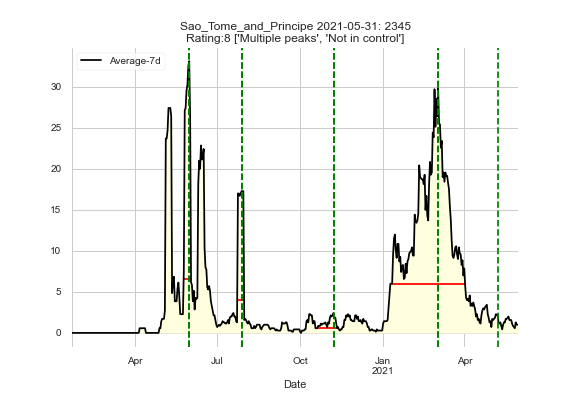 Sao_Tome_and_Principe 2021-05-31: 2345
Rating:8 ['Multiple peaks', 'Not in control']
Average-7d
30
25
20
15
10
5
0
Apr
Jul
Oct
Jan
2021
Apr
Date